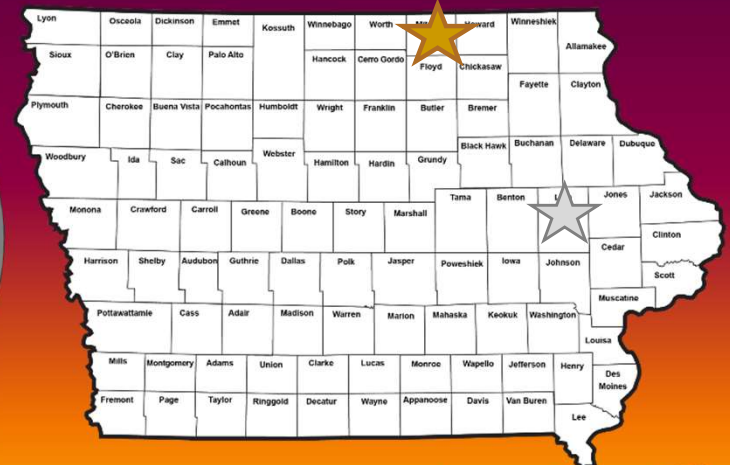 Lyon Osceola Dickinson Emmet Kossuth Winnebago Worth Howard Winneshiek Allamakee
Sioux O'Brien Clay Palo Alto Hancock Cerro Gordo Floyd Chickasaw
Fayette Clayton
Plymouth Cherokee Buena Vista Pocahontas Humboldt Wright Franklin Butler Bremer
Woodbury Ida Sac Calhoun Webster Hamilton Hardin Grundy Black Hawk Buchanan Delaware Dubuque
Monona Crawford Carroll Greene Boone Story Marshall Tama Benton Jones Jackson
Cedar Clinton
Harrison Shelby Audubon Guthrie Dallas Polk Jasper Poweshiek Iowa Johnson Scott
Muscatine
Pottawattamie Cass Adair Madison Warren Marion Mahaska Keokuk Washington
Louisa
Mills Montgomery Adams Union Clarke Lucas Monroe Wapello Jefferson Henry
Des
Moines
Fremont Page Taylor Ringgold Decatur Wayne Appanoose Davis Van Buren
Lee